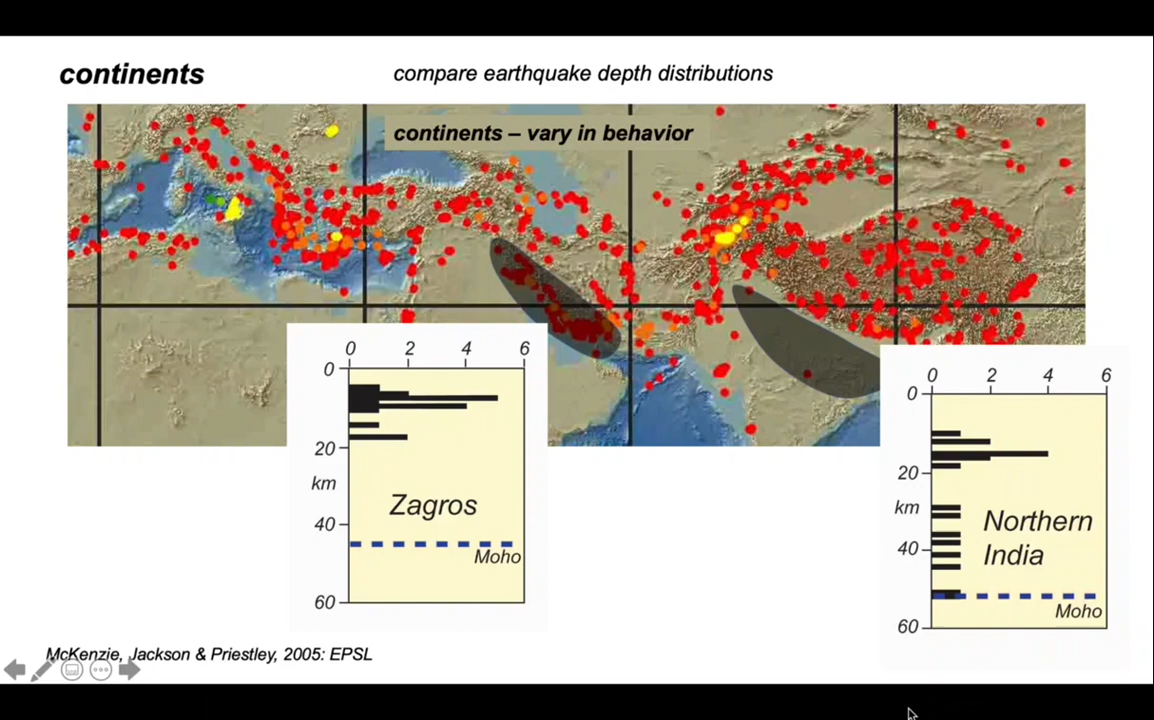 continents
compare earthquake depth distributions
continents – vary in behavior
0 2 4 6
0
20
km
40
60
Zagros
Moho
0 2 4 6
0
20
km
40
60
Northern
India
Moho
McKenzie, Jackson & Priestley, 2005: EPSL